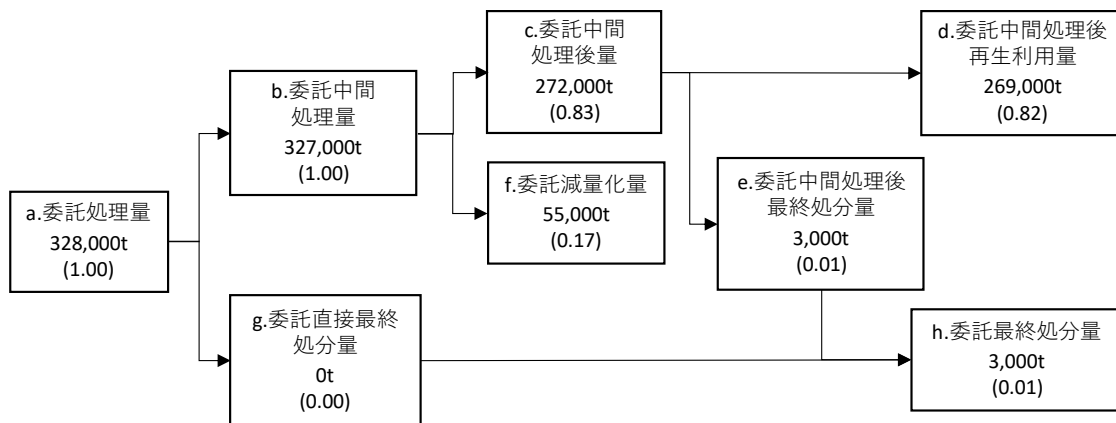 a.委託処理量
328,000t
(1.00)
b.委託中間
処理量
327,000t
(1.00)
g.委託直接最終
処分量
0t
(0.00)
c.委託中間
処理後量
272,000t
(0.83)
f.委託減量化量
55,000t
(0.17)
d.委託中間処理後
再生利用量
269,000t
(0.82)
e.委託中間処理後
最終処分量
3,000t
(0.01)
h.委託最終処分量
3,000t
(0.01)